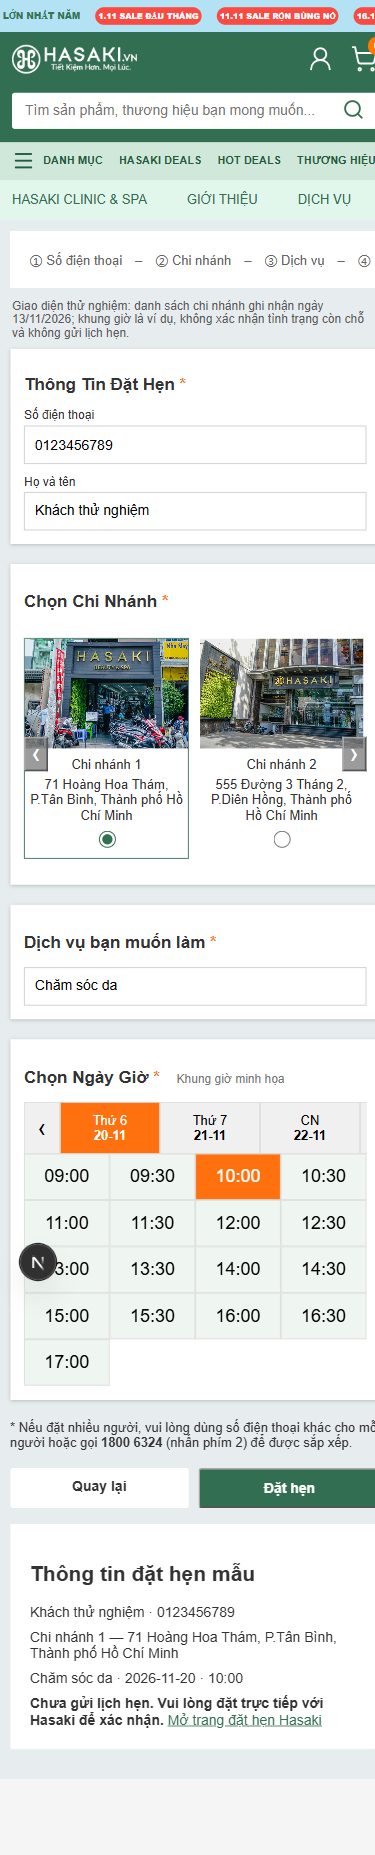 LỚN NHẤT NĂM
1.11 SALE ĐẬU THÁNG
11.11 SALE RỘN BÙNG NỔ
HASAKI.VN
Tiết Kiệm Hơn. Mọi Lúc.
Tìm sản phẩm, thương hiệu bạn mong muốn...
DANH MỤC HASAKI DEALS HOT DEALS THƯƠNG HIỆU
HASAKI CLINIC & SPA GIỚI THIỆU DỊCH VỤ
① Số điện thoại – ② Chi nhánh – ③ Dịch vụ – ④
Giao diện thử nghiệm: danh sách chi nhánh ghi nhận ngày
13/11/2026; khung giờ là ví dụ, không xác nhận tình trạng còn chỗ
và không gửi lịch hẹn.
Thông Tin Đặt Hẹn *
Số điện thoại
0123456789
Họ và tên
Khách thử nghiệm
Chọn Chi Nhánh *
HASAKI
BEAUTY & SPA
HASAKI
❮
❯
Chi nhánh 1
71 Hoàng Hoa Thám,
P.Tân Bình, Thành phố Hồ
Chí Minh
Chi nhánh 2
555 Đường 3 Tháng 2,
P.Diên Hồng, Thành phố
Hồ Chí Minh
Dịch vụ bạn muốn làm *
Chăm sóc da
Chọn Ngày Giờ * Khung giờ minh họa
‹
Thứ 6
20-11
Thứ 7
21-11
CN
22-11
09:00 09:30 10:00 10:30
11:00 11:30 12:00 12:30
N 3:00 13:30 14:00 14:30
15:00 15:30 16:00 16:30
17:00
* Nếu đặt nhiều người, vui lòng dùng số điện thoại khác cho
người hoặc gọi 1800 6324 (nhấn phím 2) để được sắp xếp.
Quay lại
Đặt hẹn
Thông tin đặt hẹn mẫu
Khách thử nghiệm · 0123456789
Chi nhánh 1 — 71 Hoàng Hoa Thám, P.Tân Bình,
Thành phố Hồ Chí Minh
Chăm sóc da · 2026-11-20 · 10:00
Chưa gửi lịch hẹn. Vui lòng đặt trực tiếp với
Hasaki để xác nhận. Mở trang đặt hẹn Hasaki